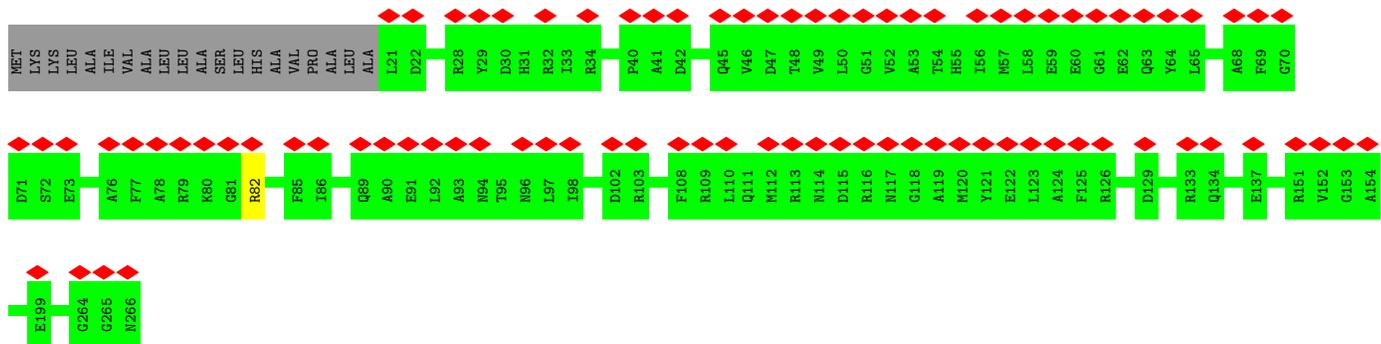 MET LYS LYS LEU ALA ILE VAL ALA LEU LEU ALA SER LEU HIS ALA VAL PRO ALA LEU ALA L21 D22 R28 Y29 D30 H31 R32 I33 R34 P40 A41 D42 Q45 V46 D47 T48 V49 L50 G51 V52 A53 T54 H55 I56 M57 L58 E59 E60 G61 E62 Q63 Y64 L65 A68 F69 G70
D71 S72 E73 A76 F77 A78 R79 K80 G81 R82 F85 I86 Q89 A90 E91 L92 A93 N94 T95 N96 L97 I98 D102 R103 F108 R109 L110 Q111 M112 R113 N114 D115 R116 N117 G118 A119 M120 Y121 E122 L123 A124 F125 R126 D129 R133 Q134 E137 R151 V152 G153 A154
E199 G264 G265 N266